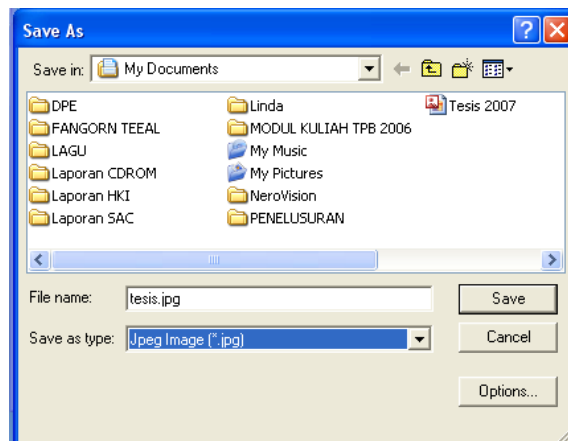 Save As
Save in: My Documents
DPE Linda Tesis 2007
FANGORN TEEAL MODUL KULIAH TPB 2006
LAGU My Music
Laporan CDROM My Pictures
Laporan HKI NeroVision
Laporan SAC PENELUSURAN
File name: tesis.jpg Save
Save as type: Jpeg Image (*.jpg) Cancel
Options...